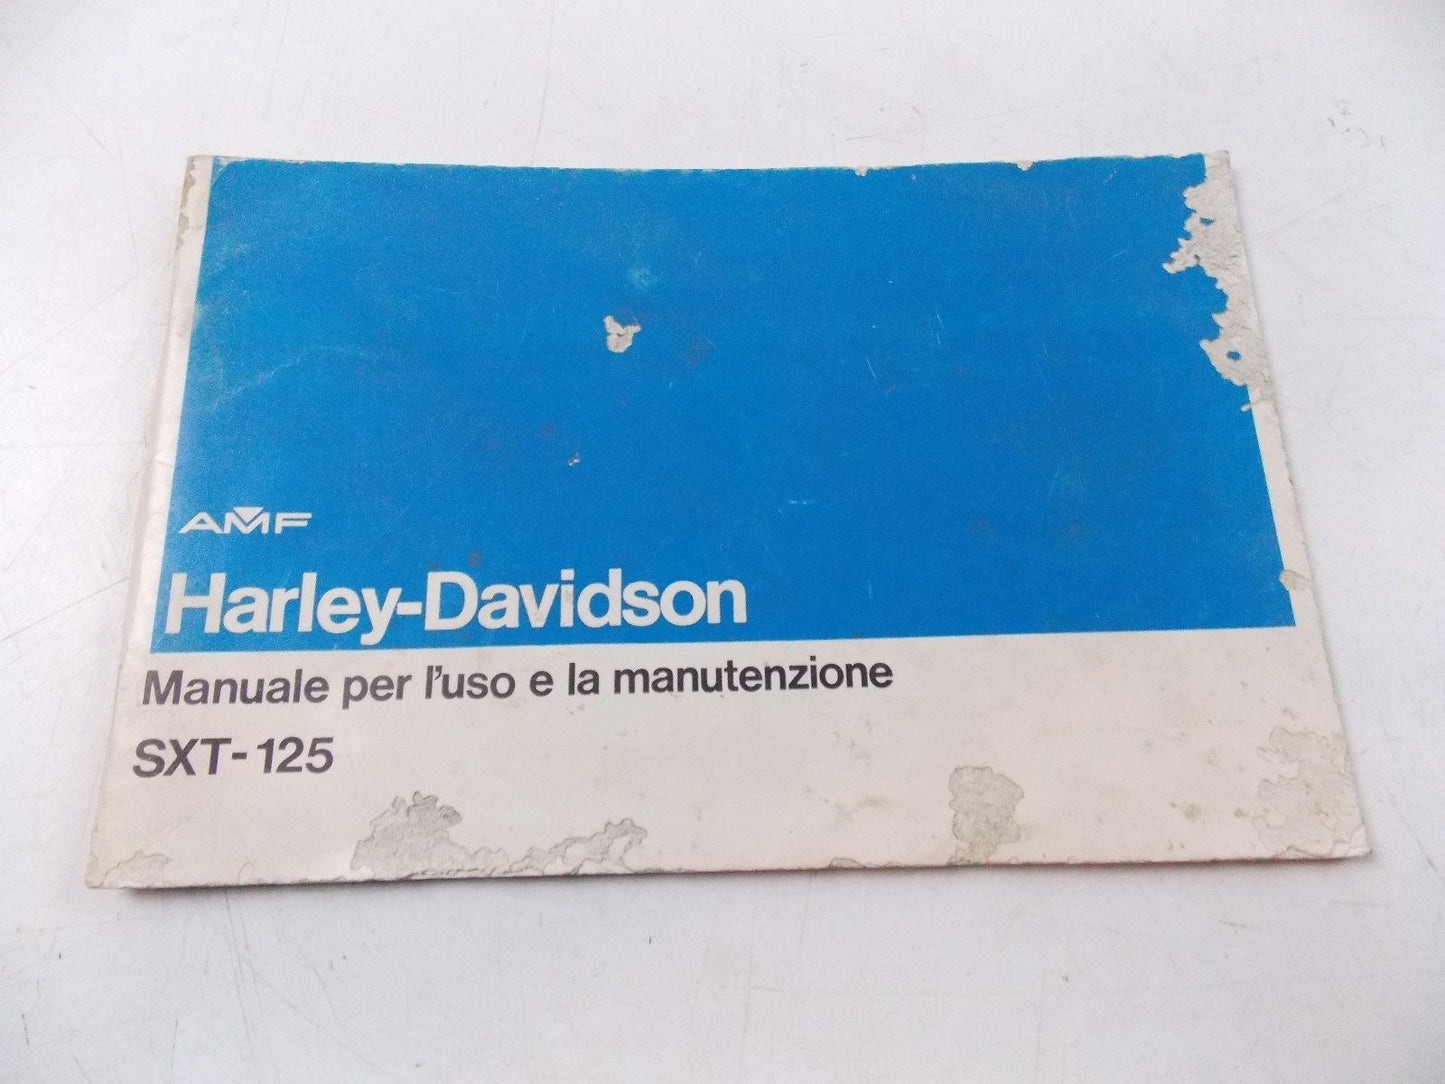 AMF
Harley-Davidson
Manuale per l'uso e la manutenzione
SXT-125